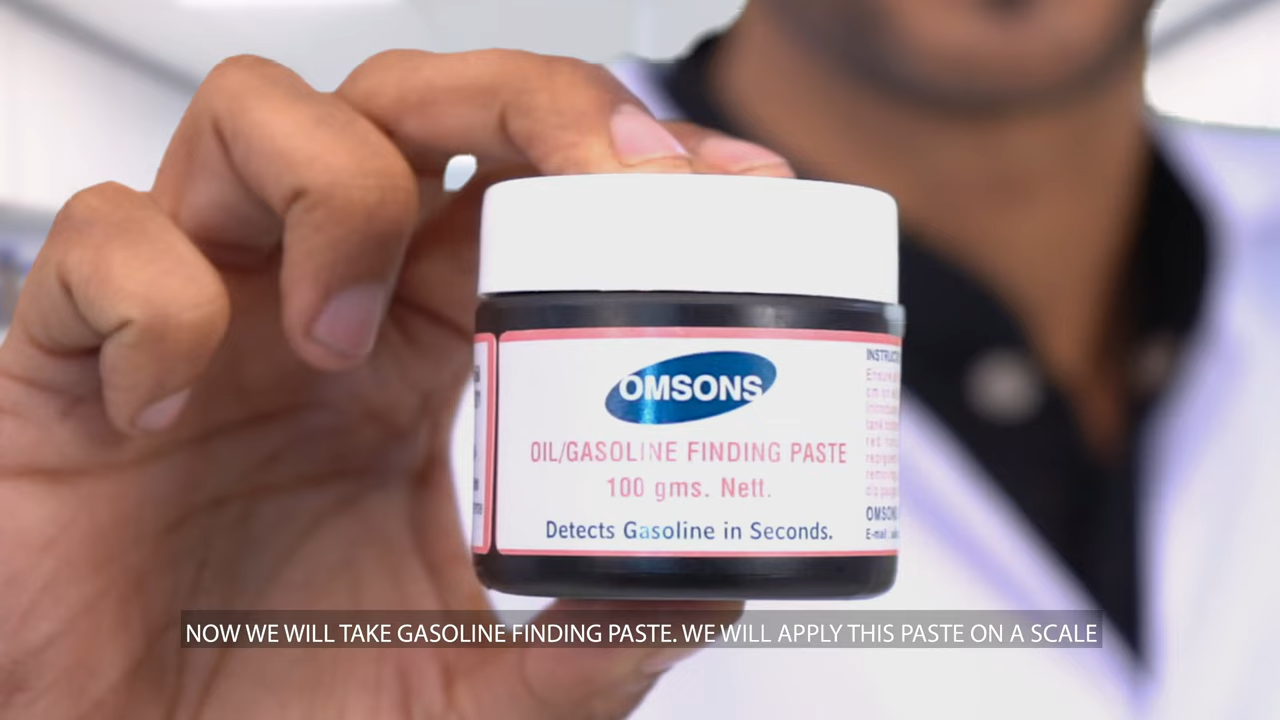 OMSONS
OIL/GASOLINE FINDING PASTE
100 gms. Nett.
Detects Gasoline in Seconds.
OMSONS
NOW WE WILL TAKE GASOLINE FINDING PASTE. WE WILL APPLY THIS PASTE ON A SCALE